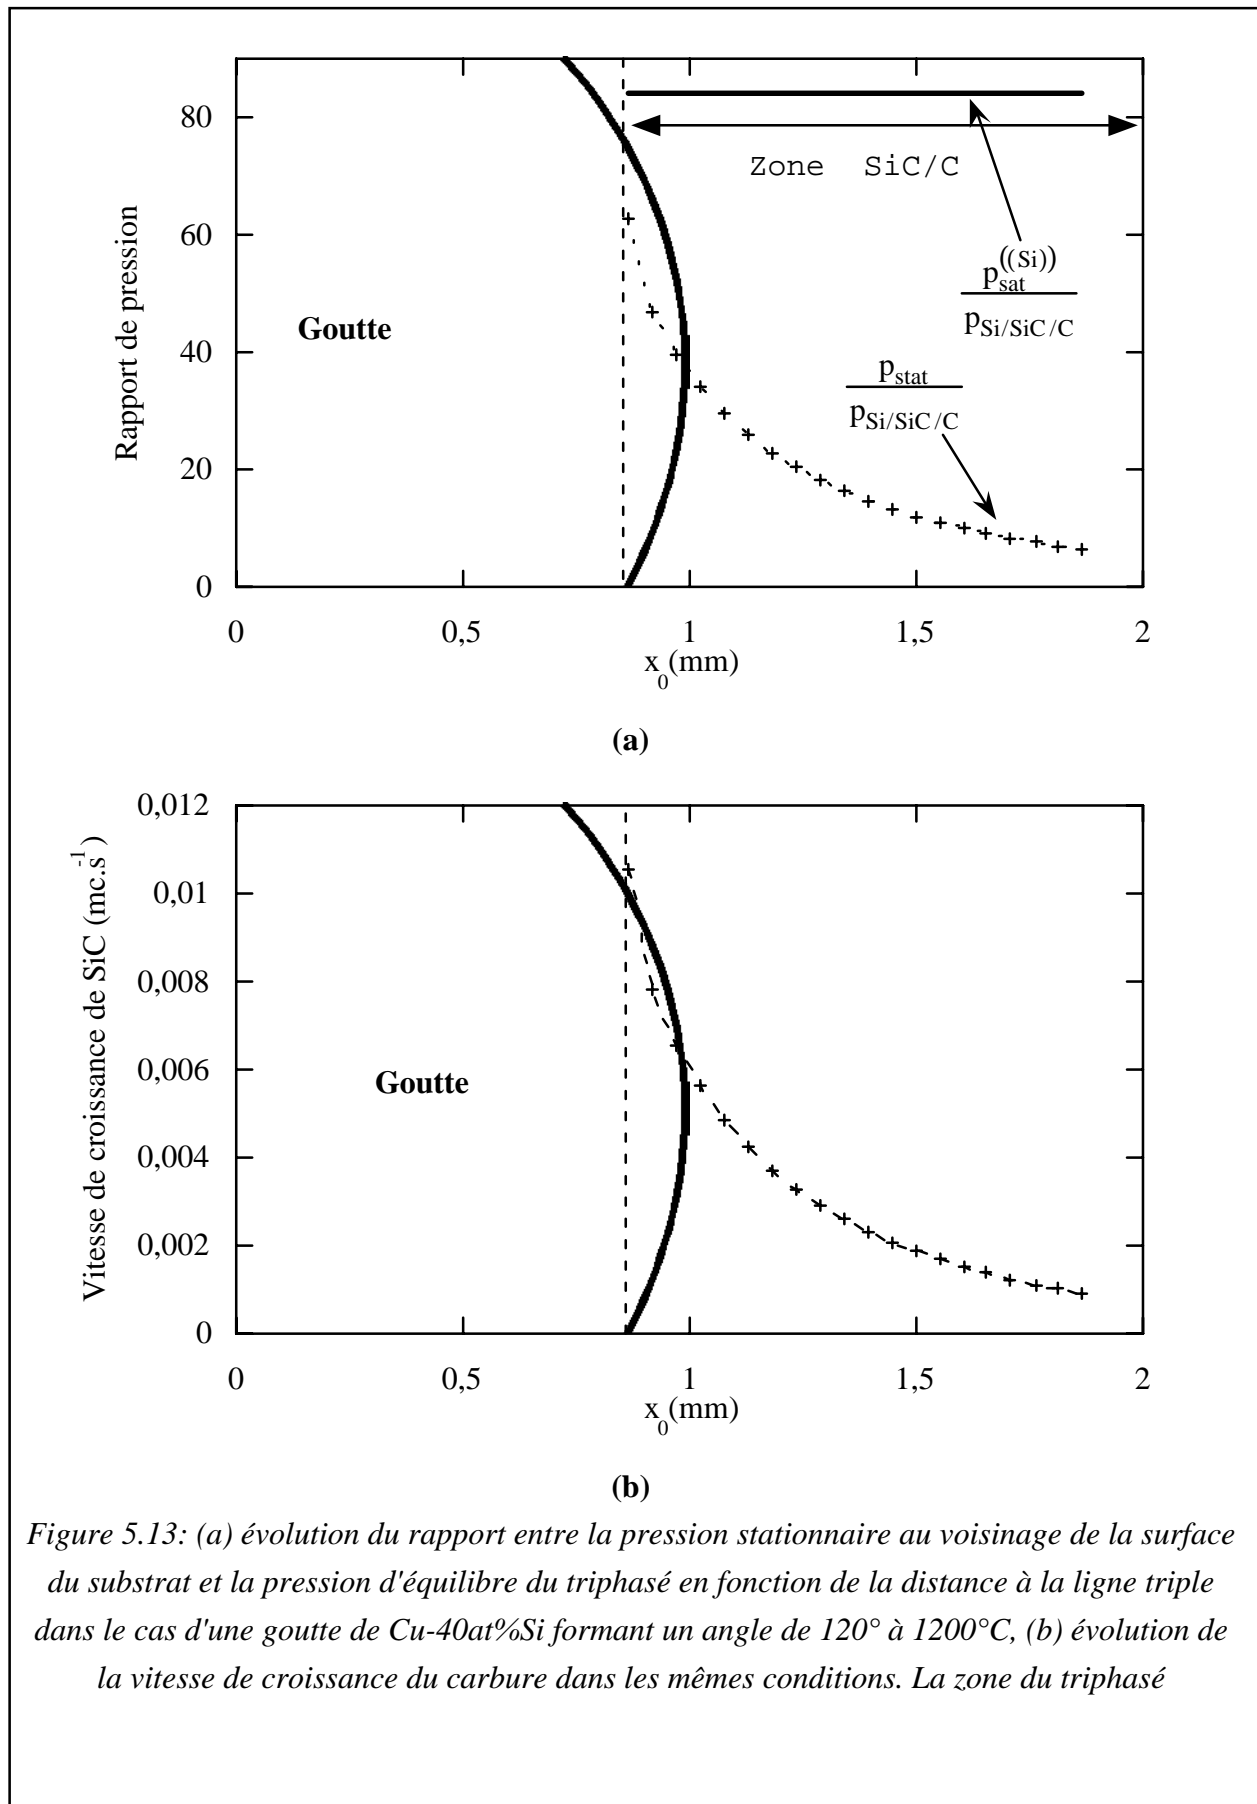 80
60
40
20
0
Rapport de pression
Zone SiC/C
Goutte
p_sat^((Si))
p_Si/SiC/C
p_stat
p_Si/SiC/C
0 0,5 1 1,5 2
x_0(mm)
(a)
0,012
0,01
0,008
0,006
0,004
0,002
0
Vitesse de croissance de SiC (mc.s^-1)
Goutte
0 0,5 1 1,5 2
x_0(mm)
(b)
Figure 5.13: (a) évolution du rapport entre la pression stationnaire au voisinage de la surface
du substrat et la pression d'équilibre du triphasé en fonction de la distance à la ligne triple
dans le cas d'une goutte de Cu-40at%Si formant un angle de 120° à 1200°C, (b) évolution de
la vitesse de croissance du carbure dans les mêmes conditions. La zone du triphasé